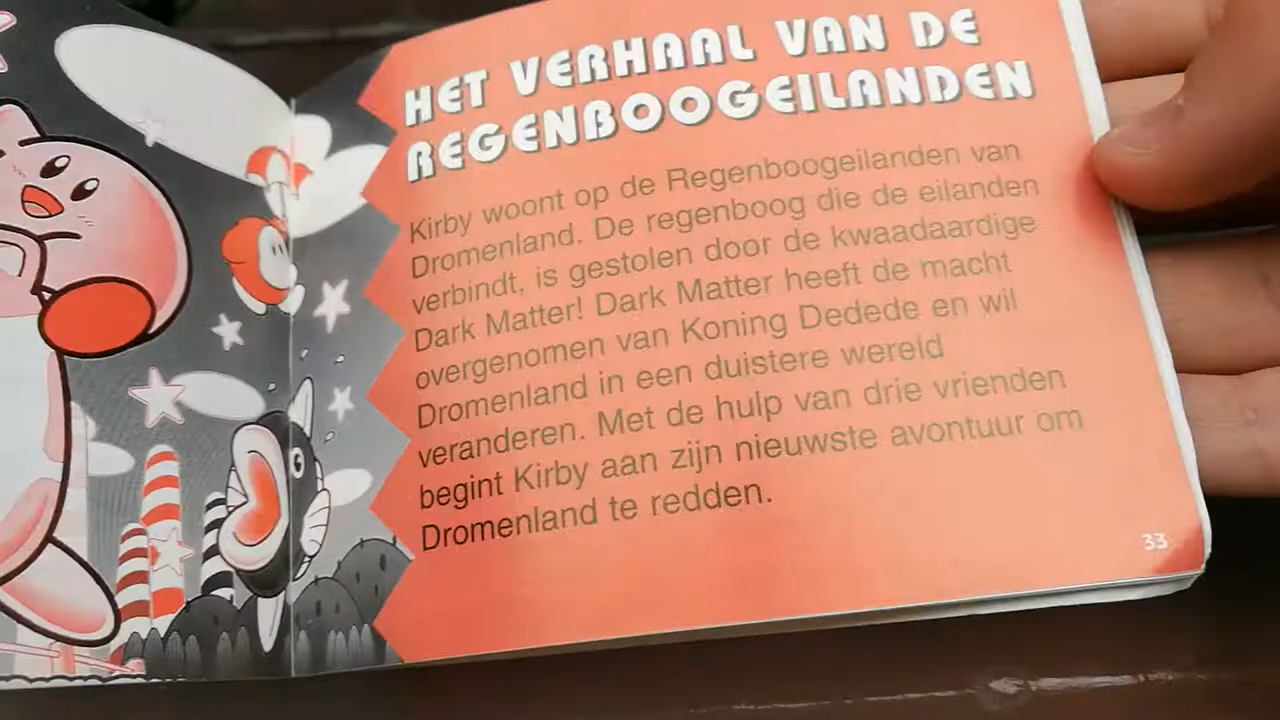 HET VERHAAL VAN DE
REGENBOOGEILANDEN
Kirby woont op de Regenboogeilanden van
Dromenland. De regenboog die de eilanden
verbindt, is gestolen door de kwaadaardige
Dark Matter! Dark Matter heeft de macht
overgenomen van Koning Dedede en wil
Dromenland in een duistere wereld
veranderen. Met de hulp van drie vrienden
begint Kirby aan zijn nieuwste avontuur om
Dromenland te redden.
33